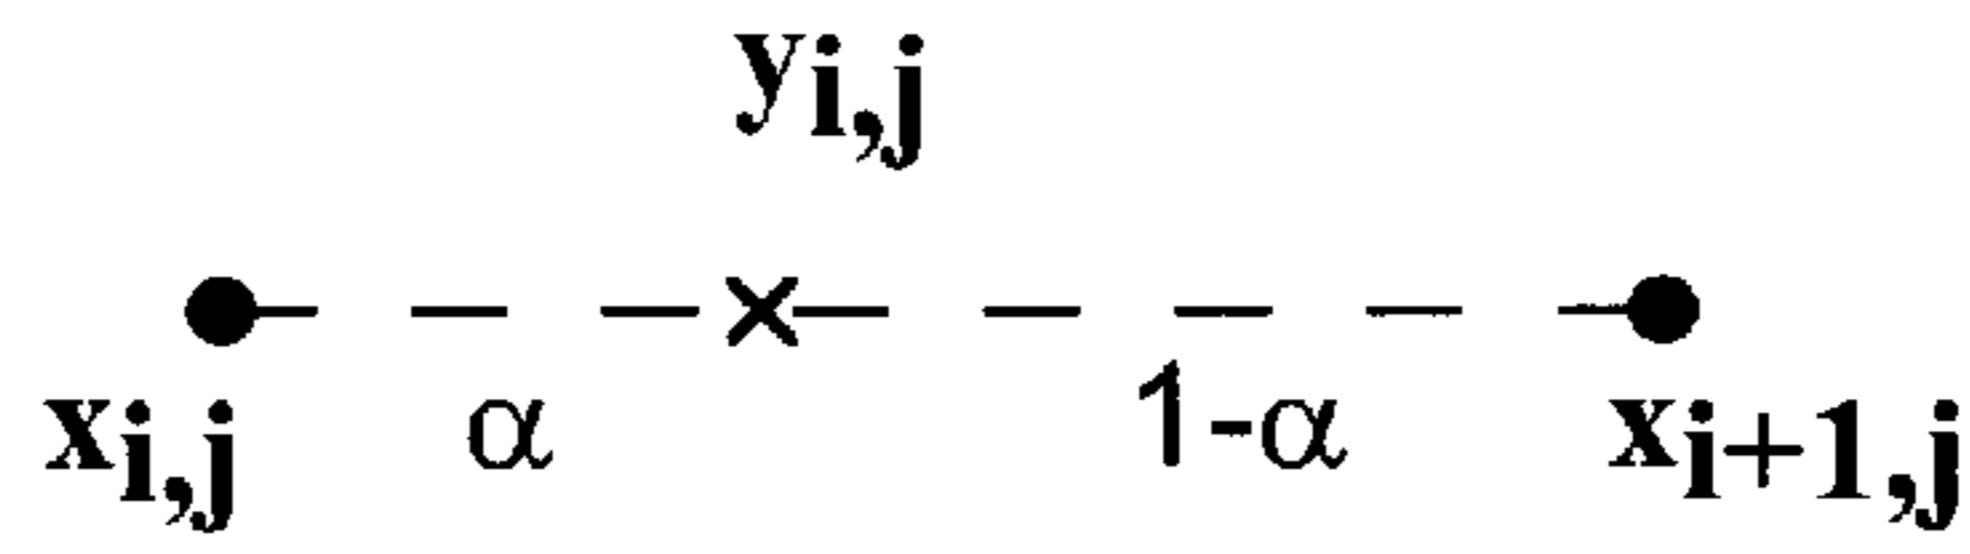 yi,j
xi,j α 1-α xi+1,j